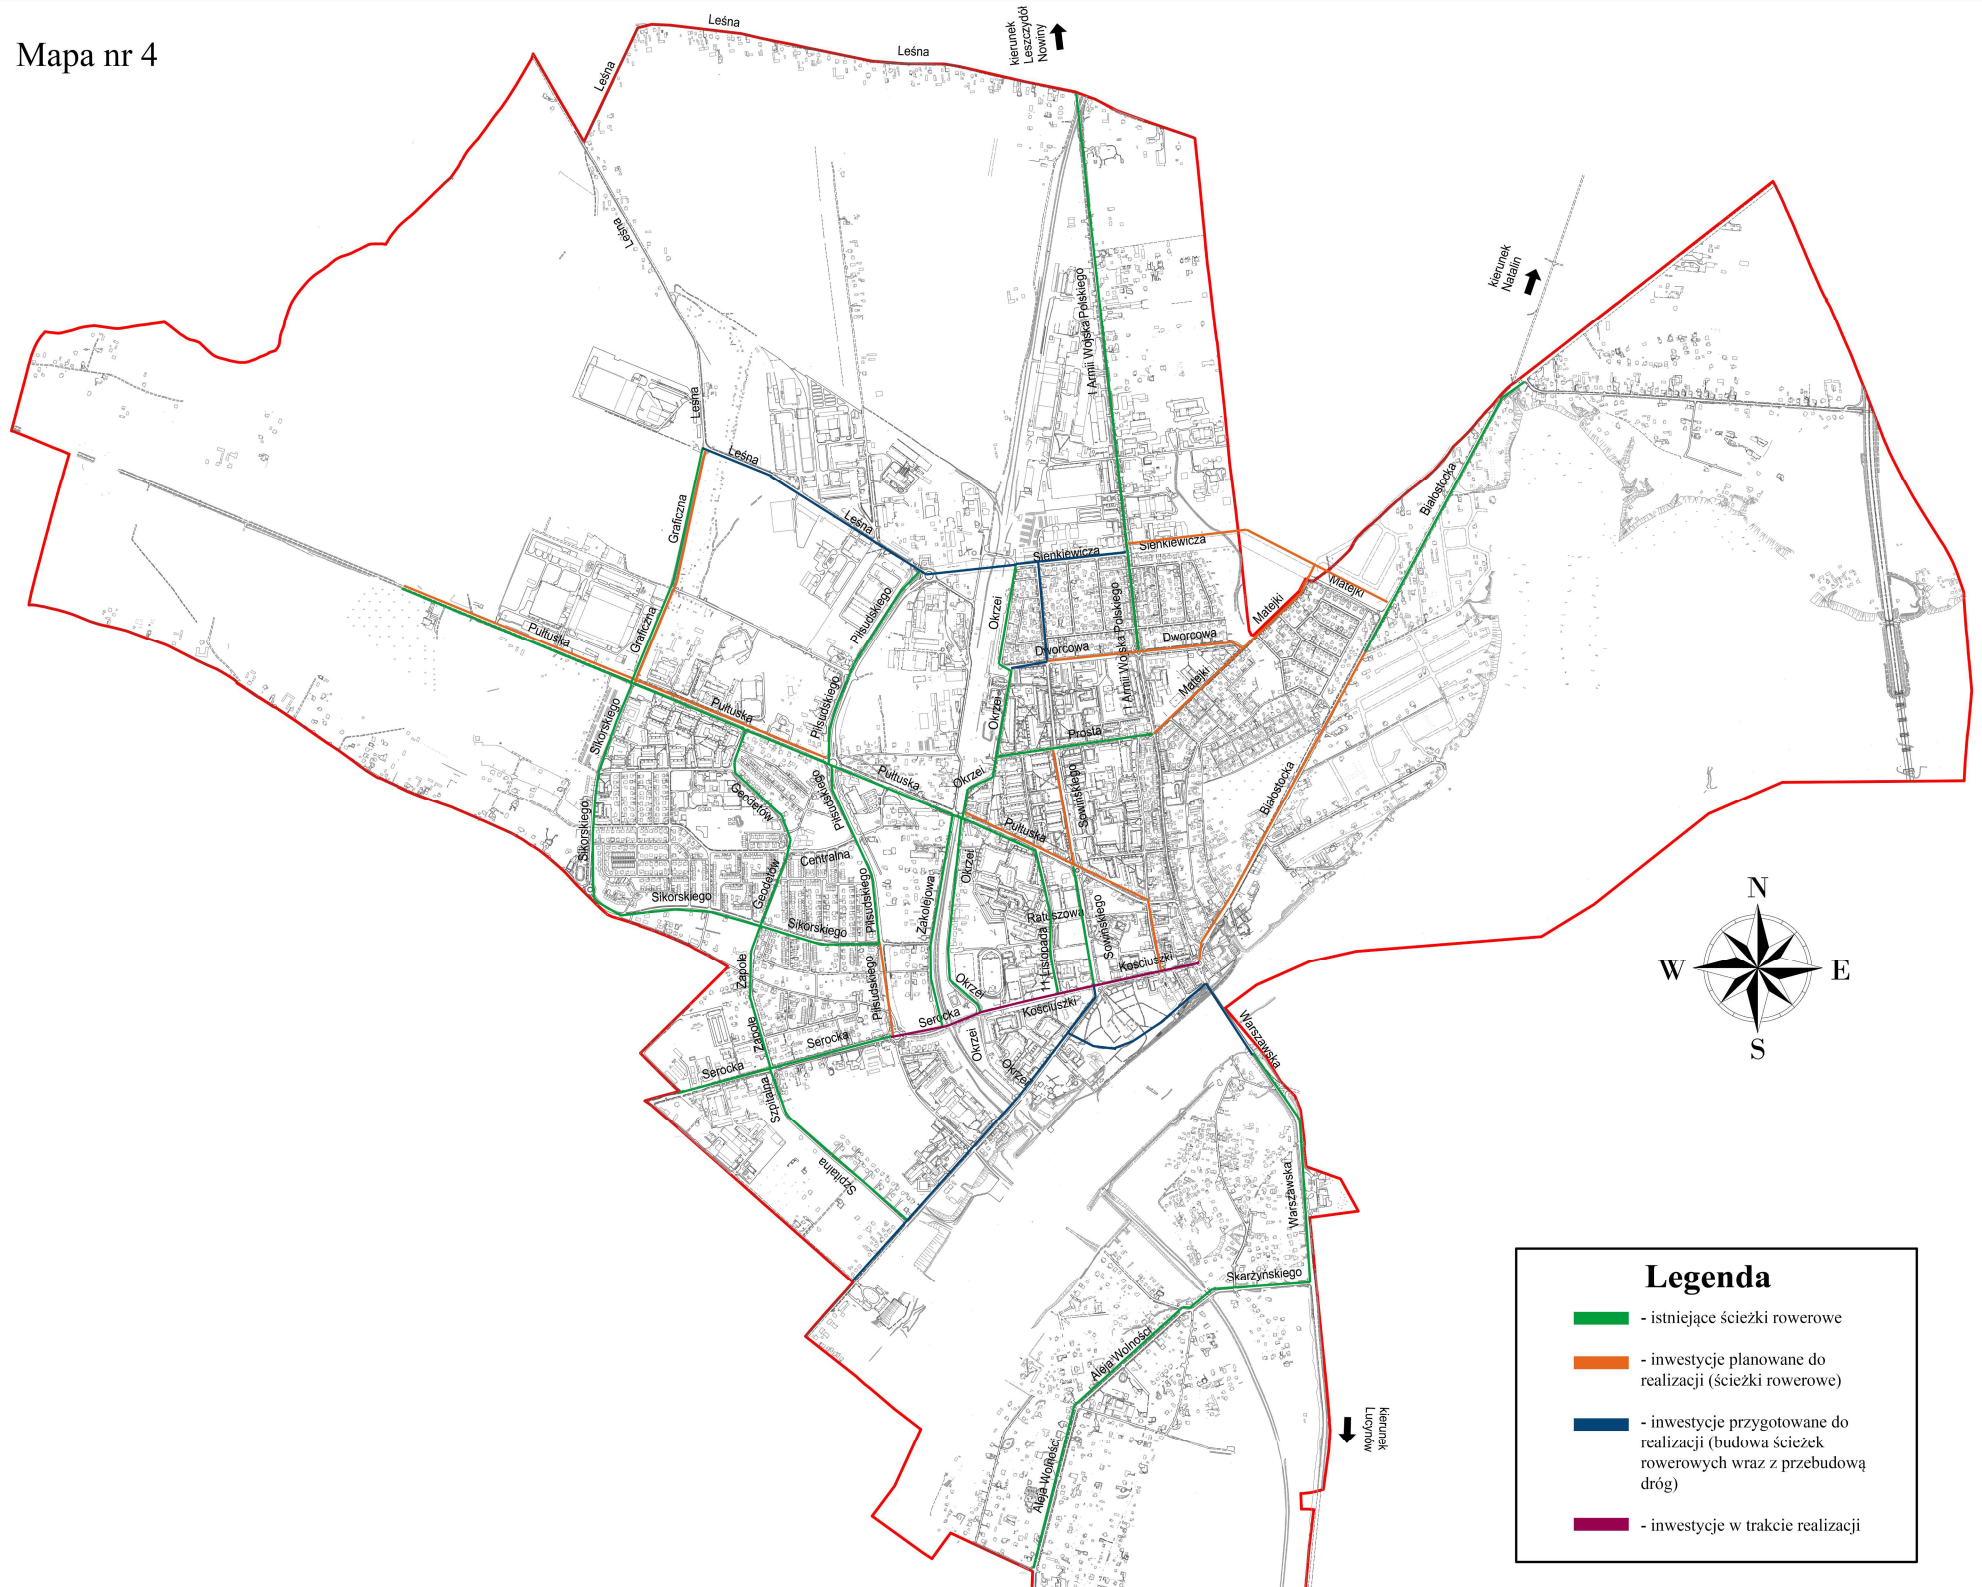 Mapa nr 4
Leśna
Leśna
Leśna
kierunek
Leszczydół
Nowiny
Leśna
kierunek
Natalin
1 Armii Wojska Polskiego
Leśna
Leśna
Leśna
Graficzna
Białostocka
Sienkiewicza
Sienkiewicza
Matejki
Matejki
Okrzei
Piłsudskiego
Graficzna
Pułtuska
1 Armii Wojska Polskiego
Dworcowa
Dworcowa
Matejki
Sikorskiego
Pułtuska
Piłsudskiego
Okrzei
Prosta
Pułtuska
Okrzei
Białostocka
Geodetów
Piłsudskiego
Sowińskiego
Pułtuska
Sikorskiego
Centralna
Okrzei
Geodetów
Piłsudskiego
Zakolejowa
Sikorskiego
Sikorskiego
Ratuszowa
Sowińskiego
11 Listopada
Kościuszki
Zapole
Piłsudskiego
Okrzei
Kościuszki
Serocka
Zapole
Serocka
Okrzei
Okrzei
Warszawska
Serocka
Szpitalna
Szpitalna
Warszawska
Skarżyńskiego
Aleja Wolności
Aleja Wolności
kierunek
Lucynów
N
W
E
S
Legenda
- istniejące ścieżki rowerowe
- inwestycje planowane do
realizacji (ścieżki rowerowe)
- inwestycje przygotowane do
realizacji (budowa ścieżek
rowerowych wraz z przebudową
dróg)
- inwestycje w trakcie realizacji